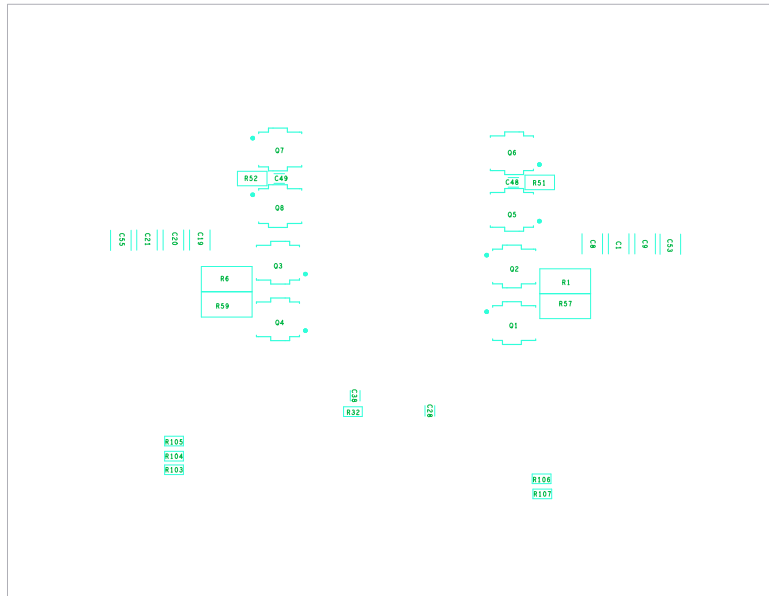 Q7
Q6
R52
C49
C48
R51
Q8
Q5
C55
C21
C20
C19
C8
C1
C9
C53
Q3
Q2
R6
R1
R59
R57
Q4
Q1
C38
R32
C28
R105
R104
R103
R106
R107